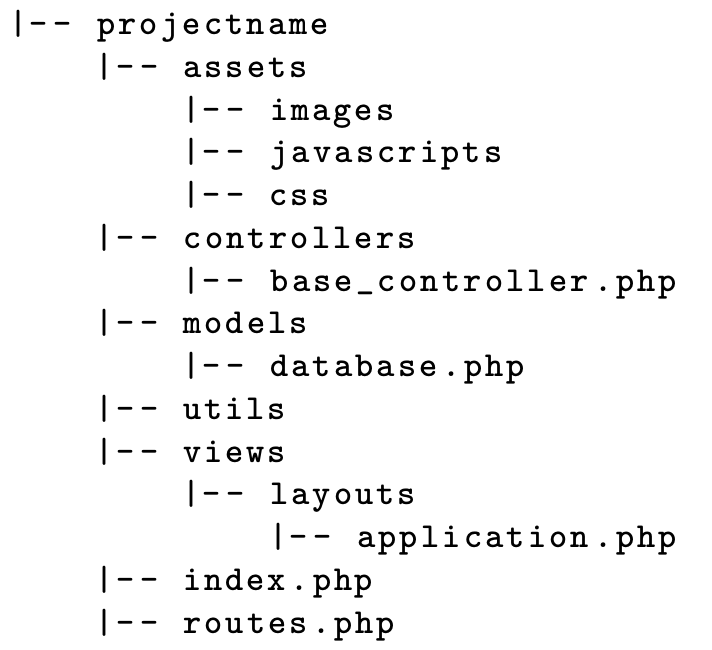 |-- projectname
    |-- assets
        |-- images
        |-- javascripts
        |-- css
    |-- controllers
        |-- base_controller.php
    |-- models
        |-- database.php
    |-- utils
    |-- views
        |-- layouts
            |-- application.php
    |-- index.php
    |-- routes.php